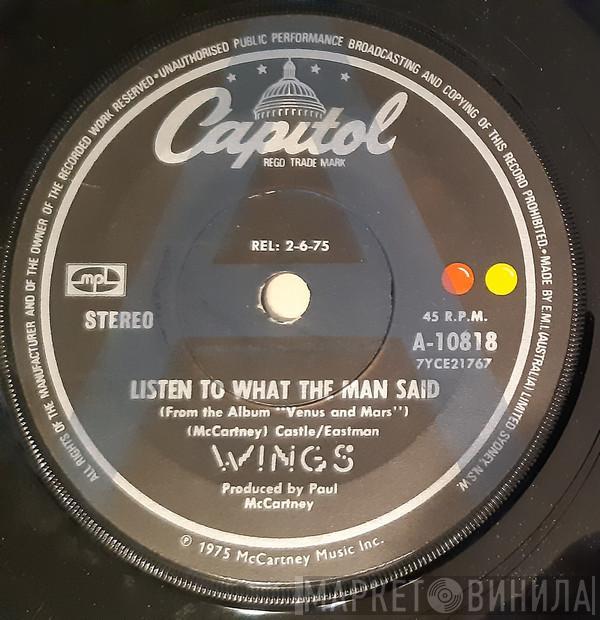 ALL RIGHTS OF THE MANUFACTURER AND OF THE OWNER OF THE RECORDED WORK RESERVED • UNAUTHORISED PUBLIC PERFORMANCE BROADCASTING AND COPYING OF THIS RECORD PROHIBITED. • MADE BY E.M.I. (AUSTRALIA) LIMITED SYDNEY, N.S.W.
Capitol
REGD TRADE MARK
REL: 2-6-75
mpl
STEREO
45 R.P.M.
A-10818
7YCE21767
LISTEN TO WHAT THE MAN SAID
(From the Album "Venus and Mars")
(McCartney) Castle/Eastman
WINGS
Produced by Paul
McCartney
℗ 1975 McCartney Music Inc.
МАРКЕТОВИНИЛА